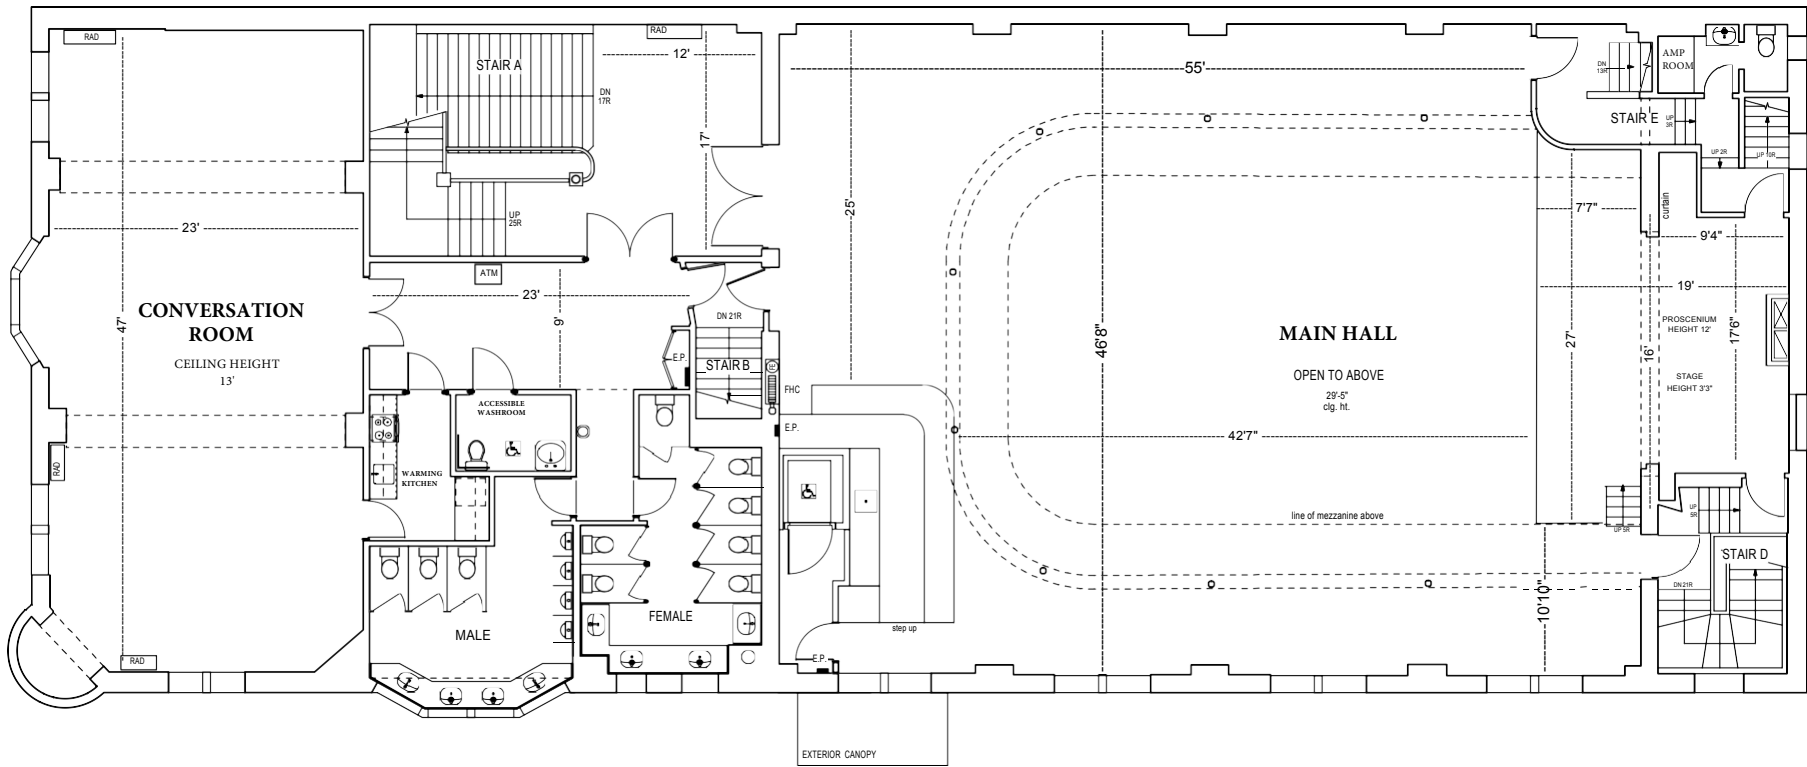 RAD
STAIR A
RAD
12'
DN
17R
17'
UP
25R
23'
47'
CONVERSATION
ROOM
CEILING HEIGHT
13'
RAD
RAD
ATM
23'
9'
DN 21R
STAIR B
E.P.
ACCESSIBLE
WASHROOM
WARMING
KITCHEN
MALE
FEMALE
55'
25'
46'8"
MAIN HALL
OPEN TO ABOVE
29'-5"
clg. ht.
42'7"
line of mezzanine above
FHC
E.P.
step up
E.P.
EXTERIOR CANOPY
DN
13R
AMP
ROOM
STAIR E
UP
3R
UP 2R
UP 10R
curtain
7'7"
9'4"
19'
27'
16'
17'6"
PROSCENIUM
HEIGHT 12'
STAGE
HEIGHT 3'3"
UP 5R
UP
5R
STAIR D
DN 21R
10'10"